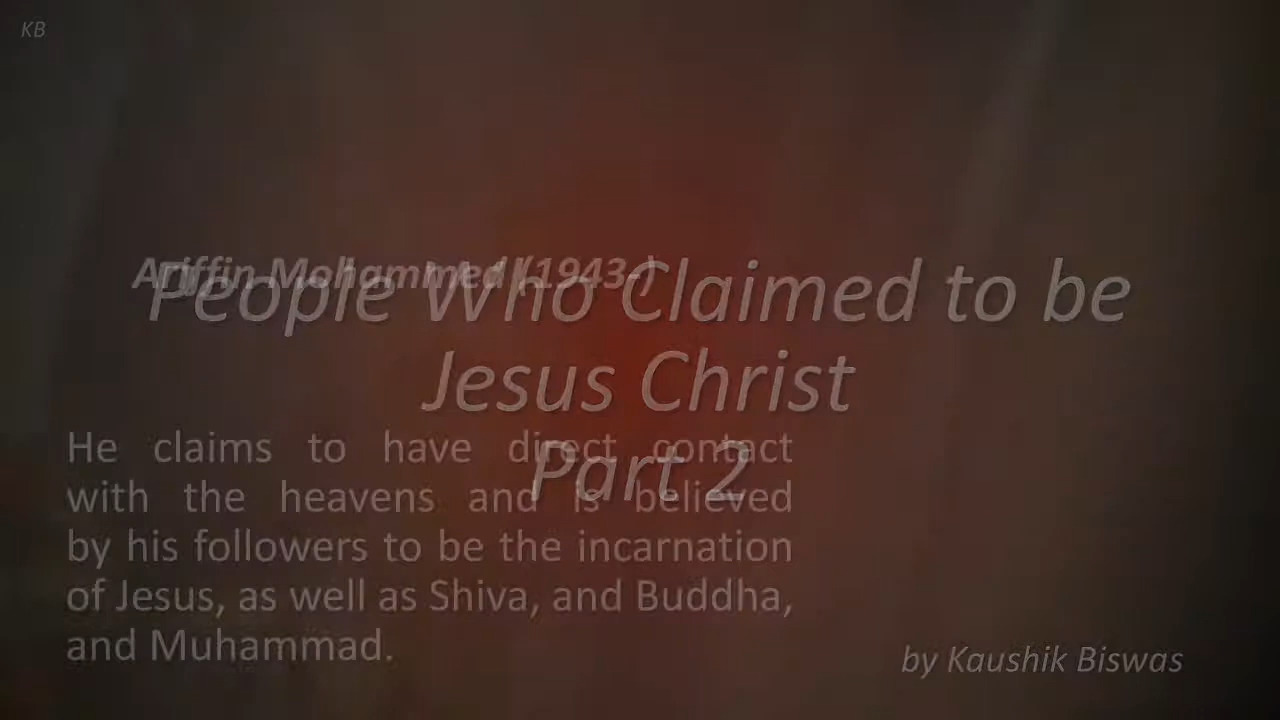 KB
Ariffin Mohammed (1943-)
People Who Claimed to be
Jesus Christ
Part 2
He claims to have direct contact
with the heavens and is believed
by his followers to be the incarnation
of Jesus, as well as Shiva, and Buddha,
and Muhammad.
by Kaushik Biswas